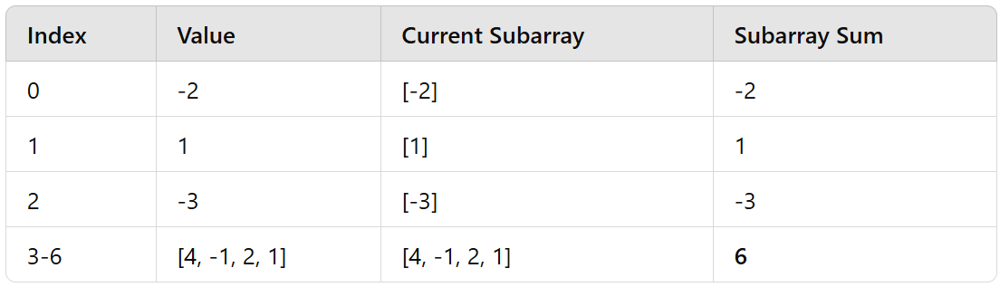 Index Value Current Subarray Subarray Sum
0 -2 [-2] -2
1 1 [1] 1
2 -3 [-3] -3
3-6 [4, -1, 2, 1] [4, -1, 2, 1] 6